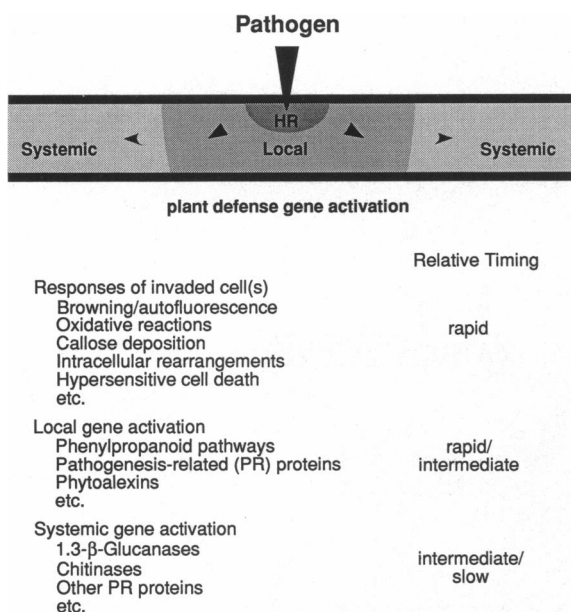 Pathogen
HR
Systemic Local Systemic
plant defense gene activation
Relative Timing
Responses of invaded cell(s)
Browning/autofluorescence
Oxidative reactions rapid
Callose deposition
Intracellular rearrangements
Hypersensitive cell death
etc.
Local gene activation
Phenylpropanoid pathways rapid/
Pathogenesis-related (PR) proteins intermediate
Phytoalexins
etc.
Systemic gene activation
1.3-β-Glucanases
Chitinases intermediate/
Other PR proteins slow
etc.